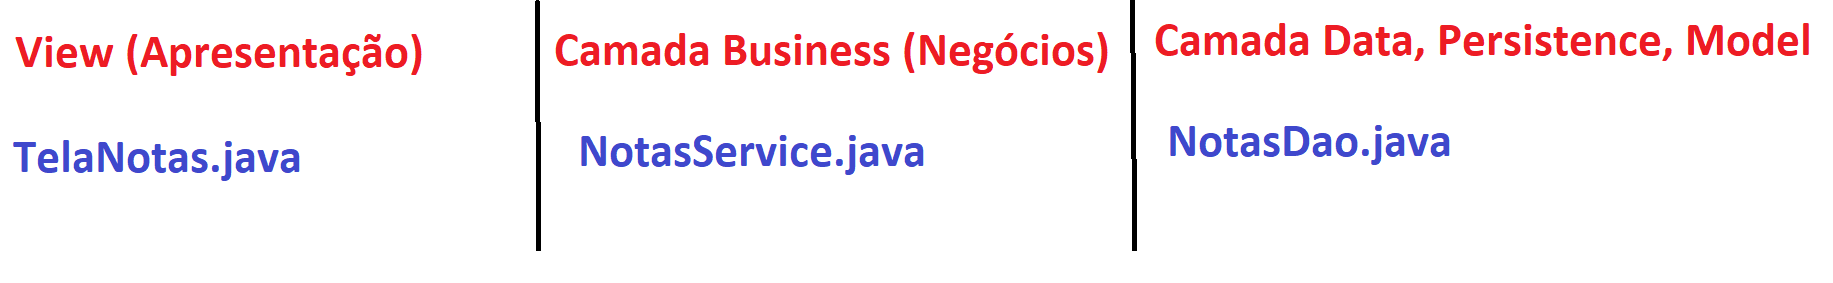 View (Apresentação)
TelaNotas.java
Camada Business (Negócios)
NotasService.java
Camada Data, Persistence, Model
NotasDao.java